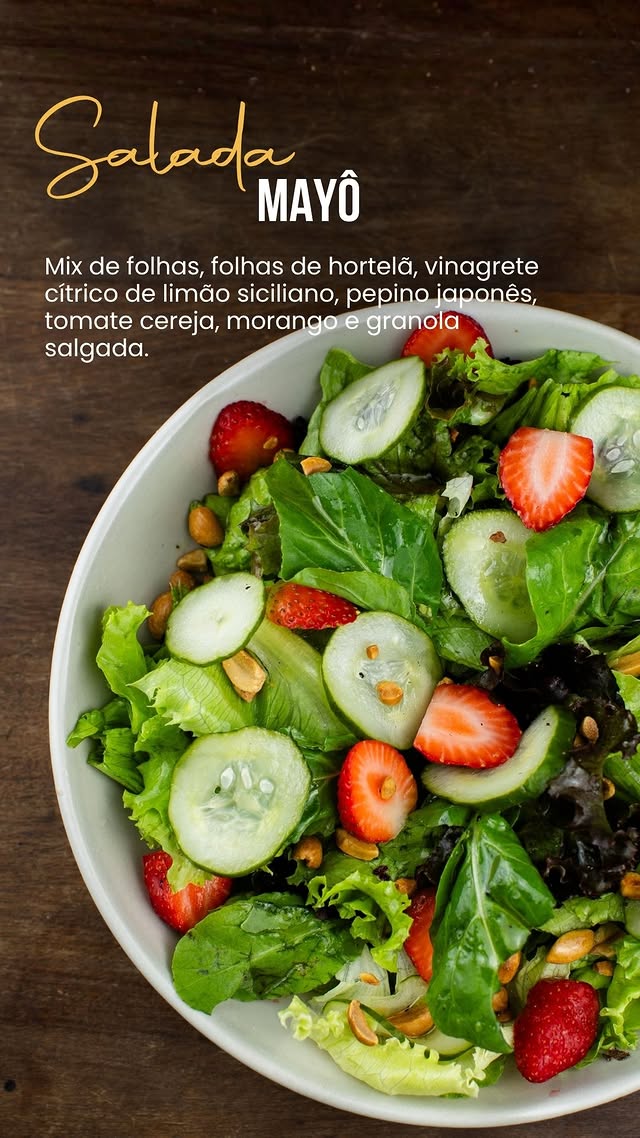 Salada
MAYÔ
Mix de folhas, folhas de hortelã, vinagrete
cítrico de limão siciliano, pepino japonês,
tomate cereja, morango e granola
salgada.